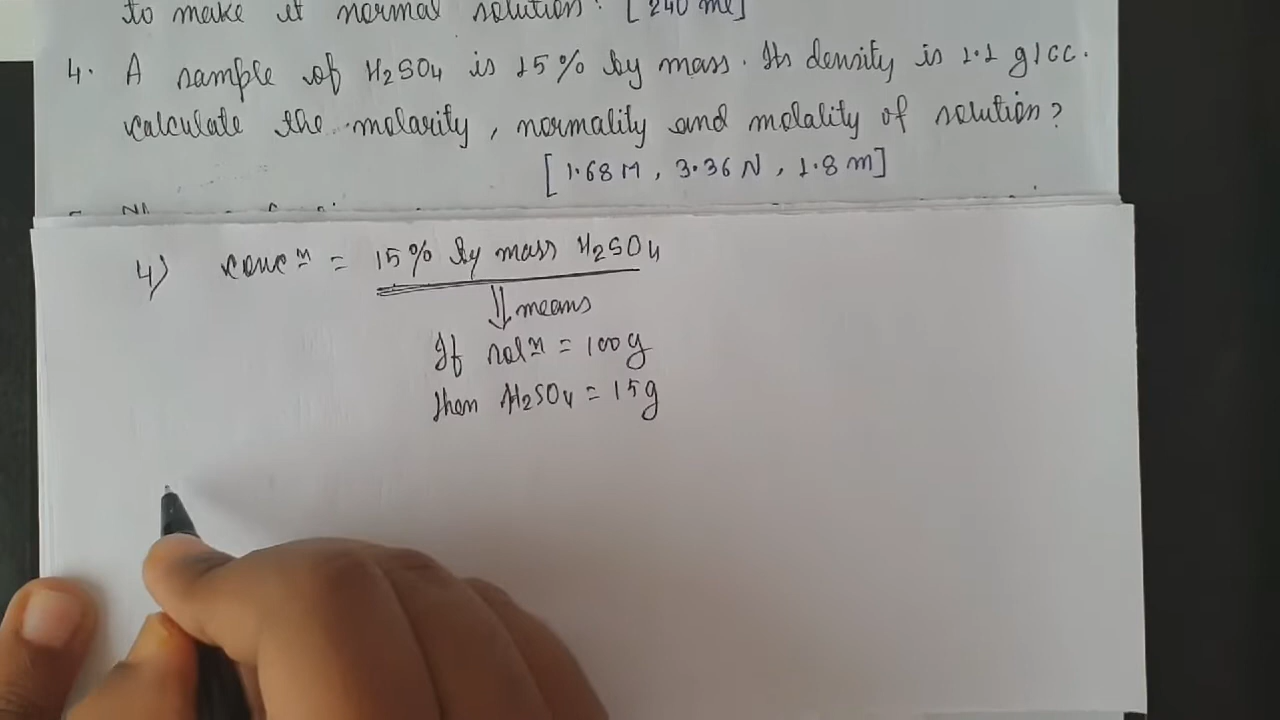 to make it normal solution. [240 ml]
4. A sample of H₂SO₄ is 15% by mass. Its density is 1.1 g/cc.
calculate the molarity, normality and molality of solution?
[1.68 M, 3.36 N, 1.8 m]
4) concⁿ = 15% by mass H₂SO₄
means
If solⁿ = 100g
then H₂SO₄ = 15g